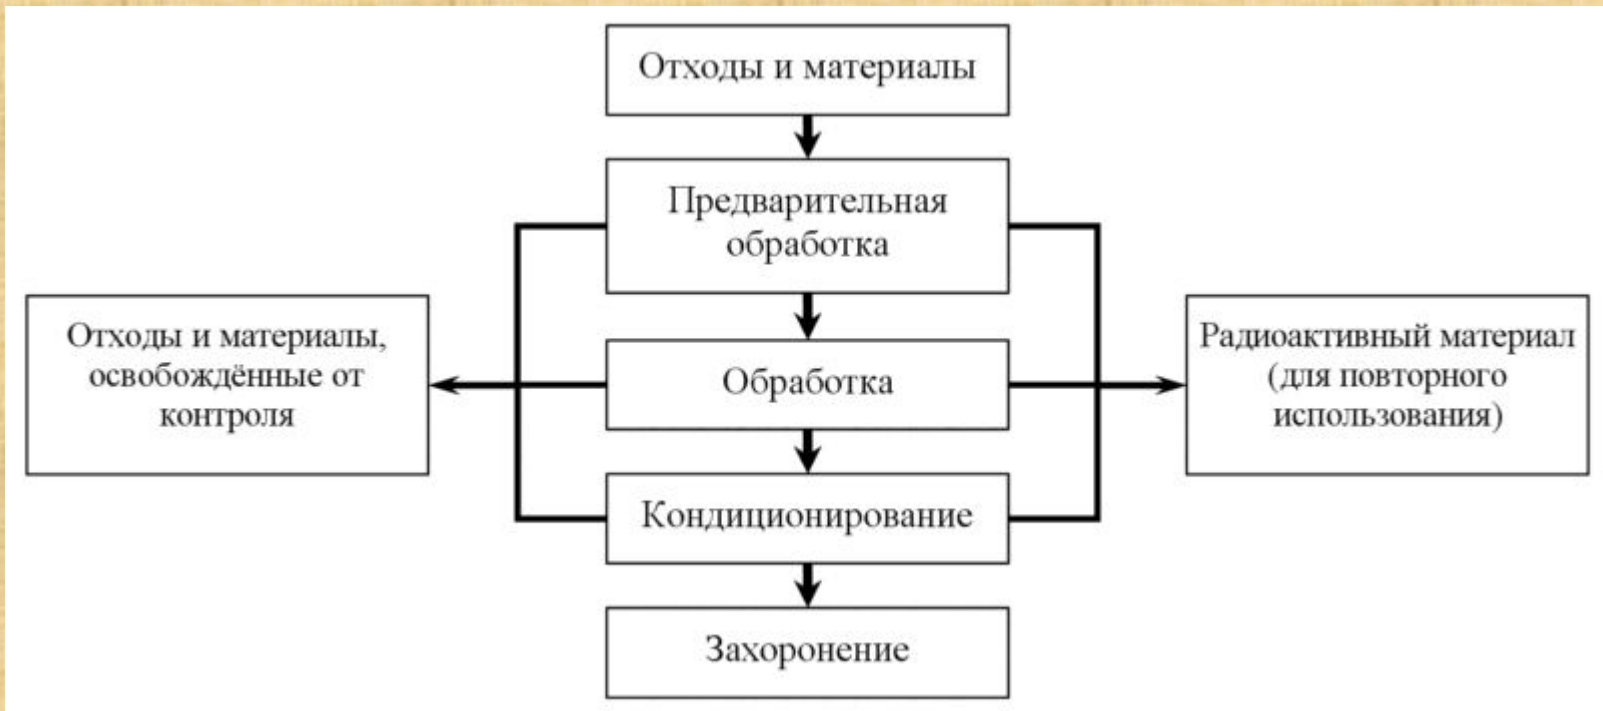 Отходы и материалы
Предварительная
обработка
Отходы и материалы,
освобождённые от
контроля
Обработка
Радиоактивный материал
(для повторного
использования)
Кондиционирование
Захоронение